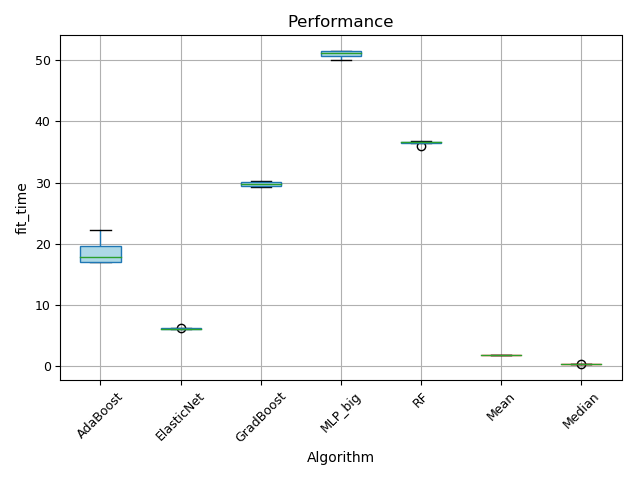 Performance
fit_time
50
40
30
20
10
0
AdaBoost
ElasticNet
GradBoost
MLP_big
RF
Mean
Median
Algorithm